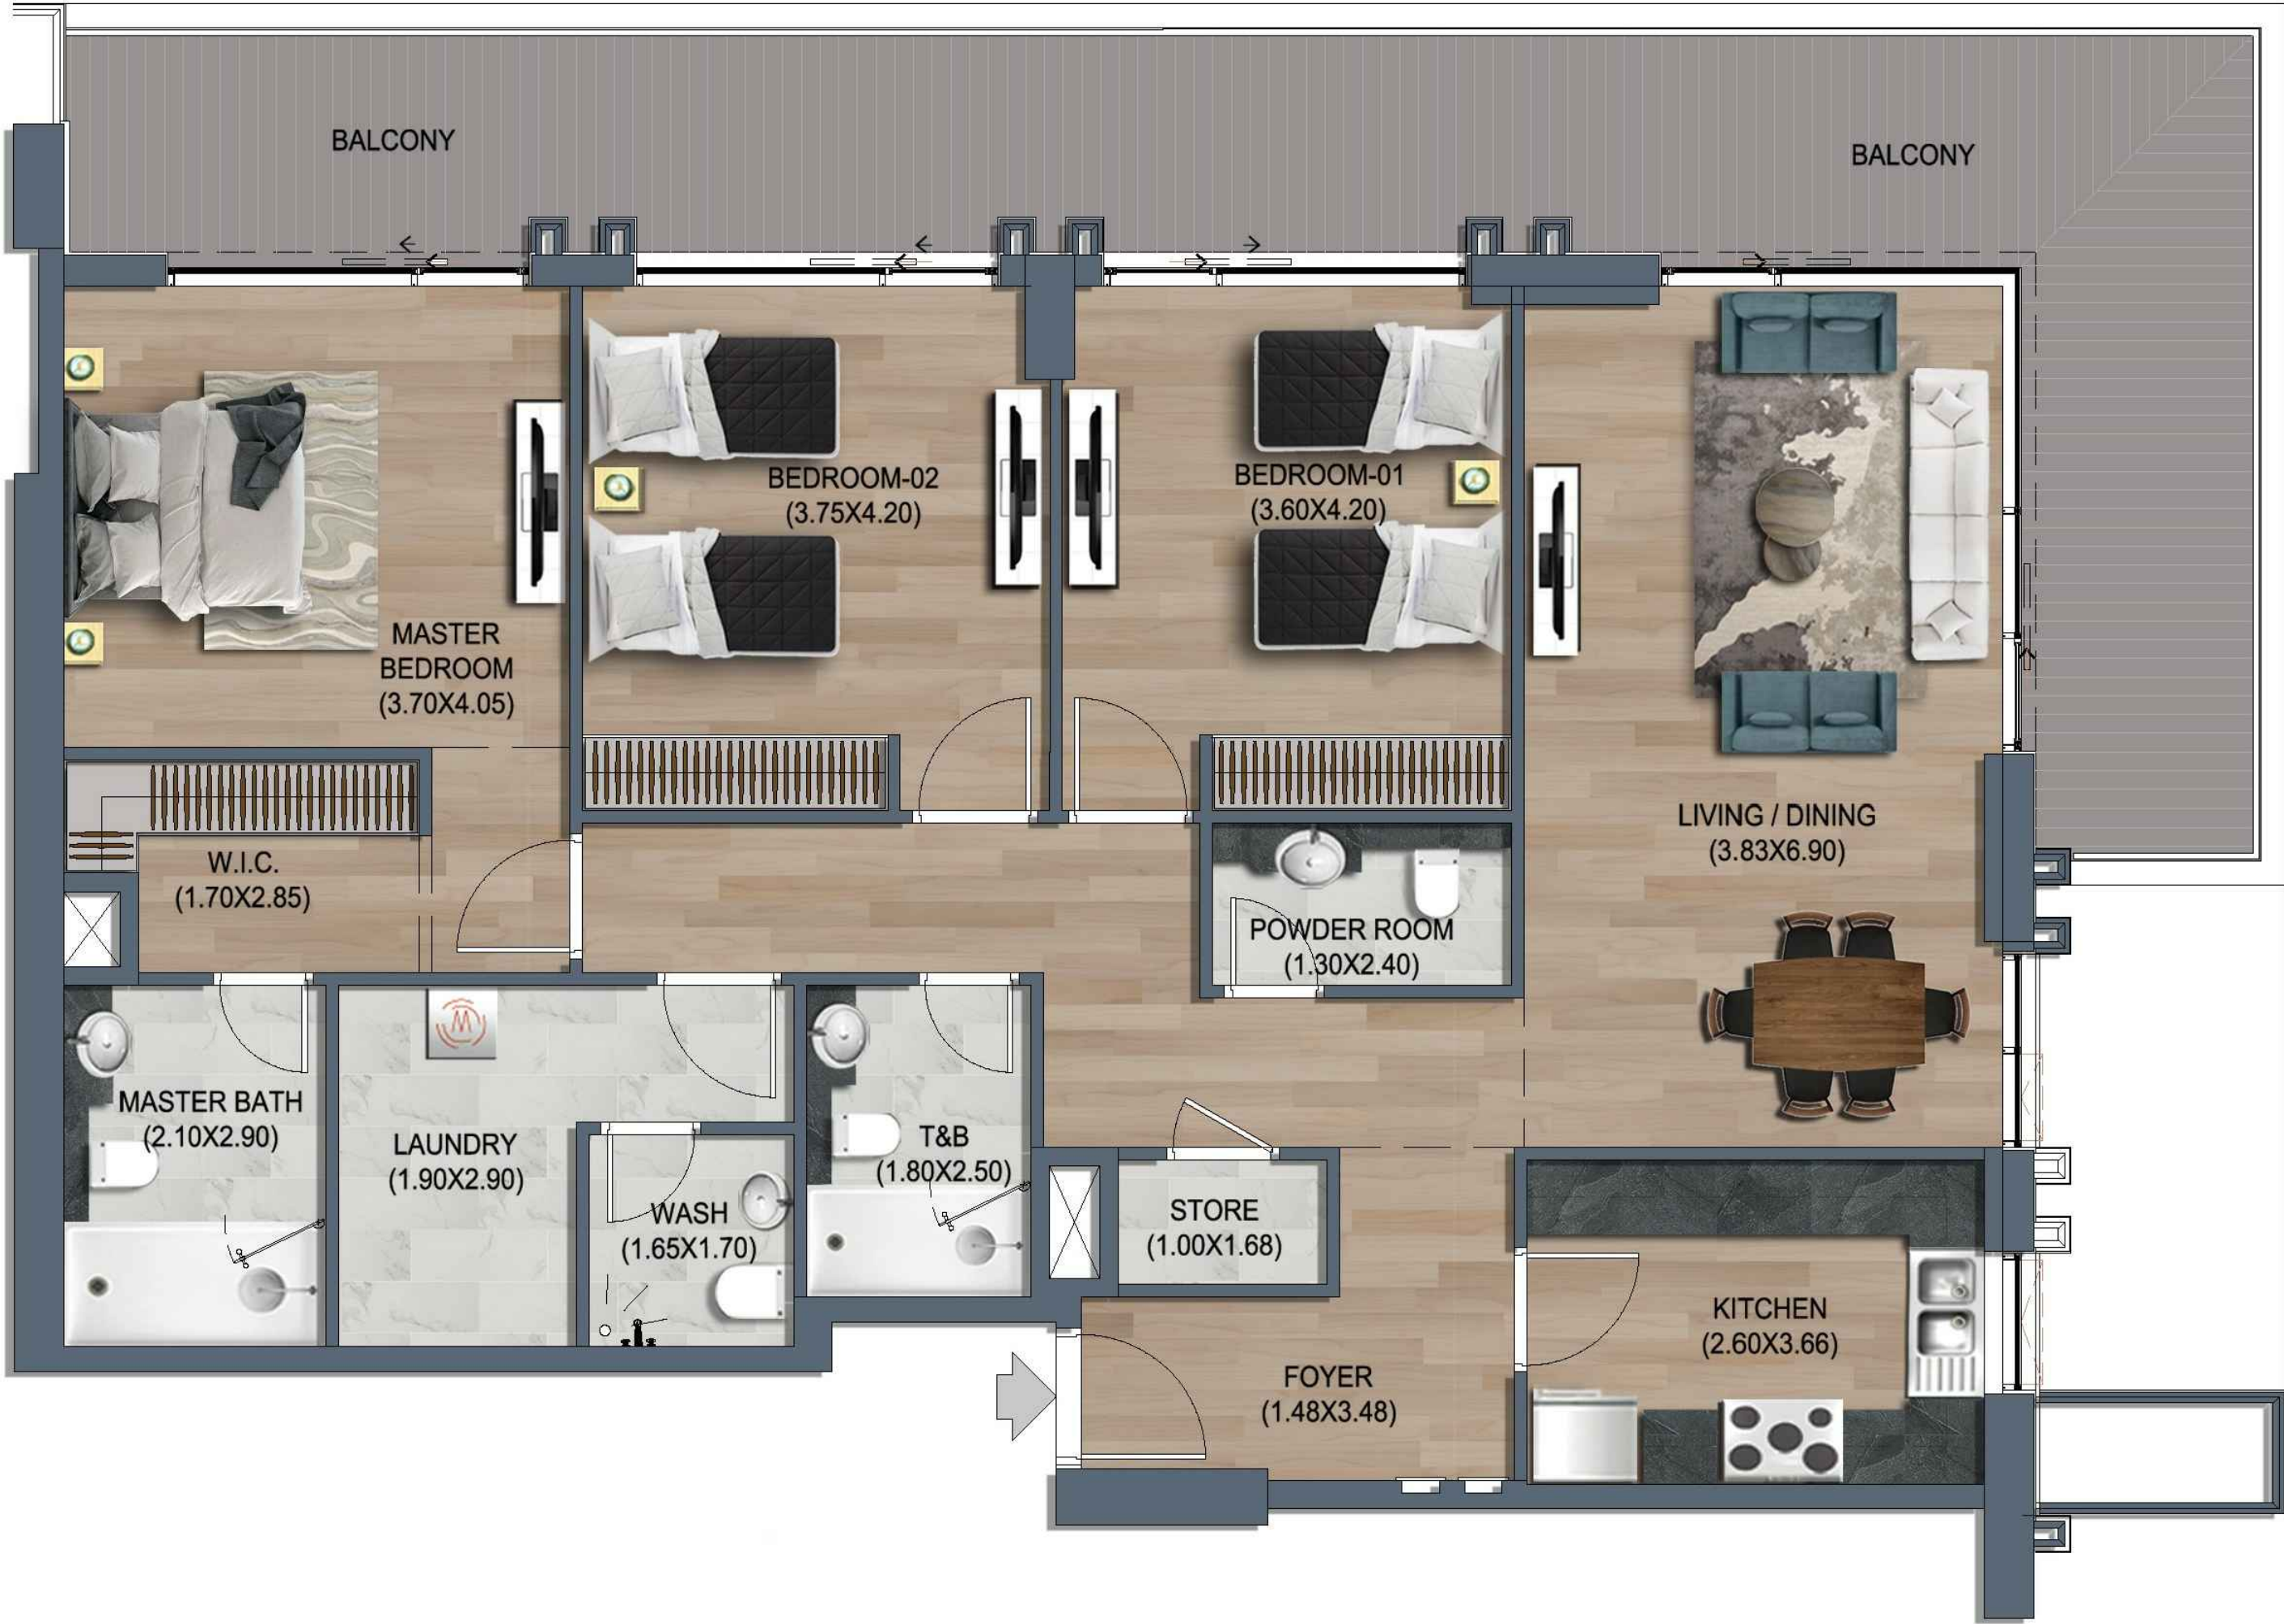 BALCONY
BALCONY
BEDROOM-02
(3.75X4.20)
BEDROOM-01
(3.60X4.20)
MASTER
BEDROOM
(3.70X4.05)
LIVING / DINING
(3.83X6.90)
W.I.C.
(1.70X2.85)
POWDER ROOM
(1.30X2.40)
MASTER BATH
(2.10X2.90)
LAUNDRY
(1.90X2.90)
T&B
(1.80X2.50)
WASH
(1.65X1.70)
STORE
(1.00X1.68)
KITCHEN
(2.60X3.66)
FOYER
(1.48X3.48)
W